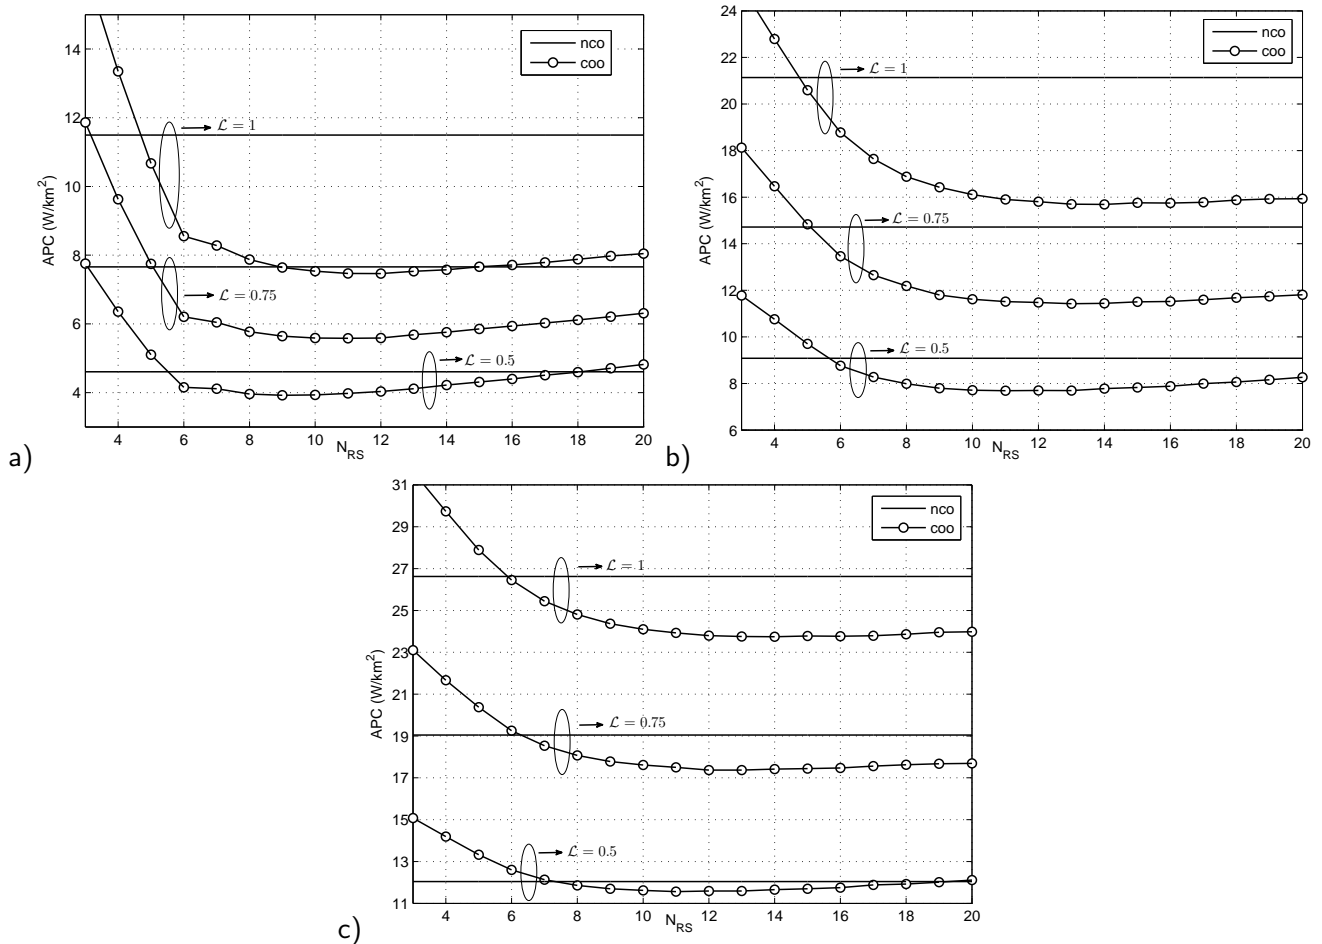 14
12
10
8
6
4
APC (W/km²)
4 6 8 10 12 14 16 18 20
N_RS
nco
coo
ℒ = 1
ℒ = 0.75
ℒ = 0.5
a)
24
22
20
18
16
14
12
10
8
6
APC (W/km²)
4 6 8 10 12 14 16 18 20
N_RS
nco
coo
ℒ = 1
ℒ = 0.75
ℒ = 0.5
b)
31
29
27
25
23
21
19
17
15
13
11
APC (W/km²)
4 6 8 10 12 14 16 18 20
N_RS
nco
coo
ℒ = 1
ℒ = 0.75
ℒ = 0.5
c)